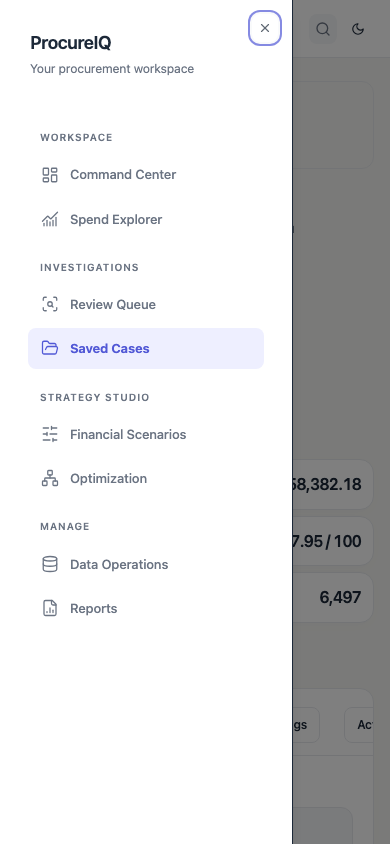 ProcureIQ
Your procurement workspace
WORKSPACE
Command Center
Spend Explorer
INVESTIGATIONS
Review Queue
Saved Cases
STRATEGY STUDIO
Financial Scenarios
Optimization
MANAGE
Data Operations
Reports
58,382.18
7.95 / 100
6,497
gs
Ac